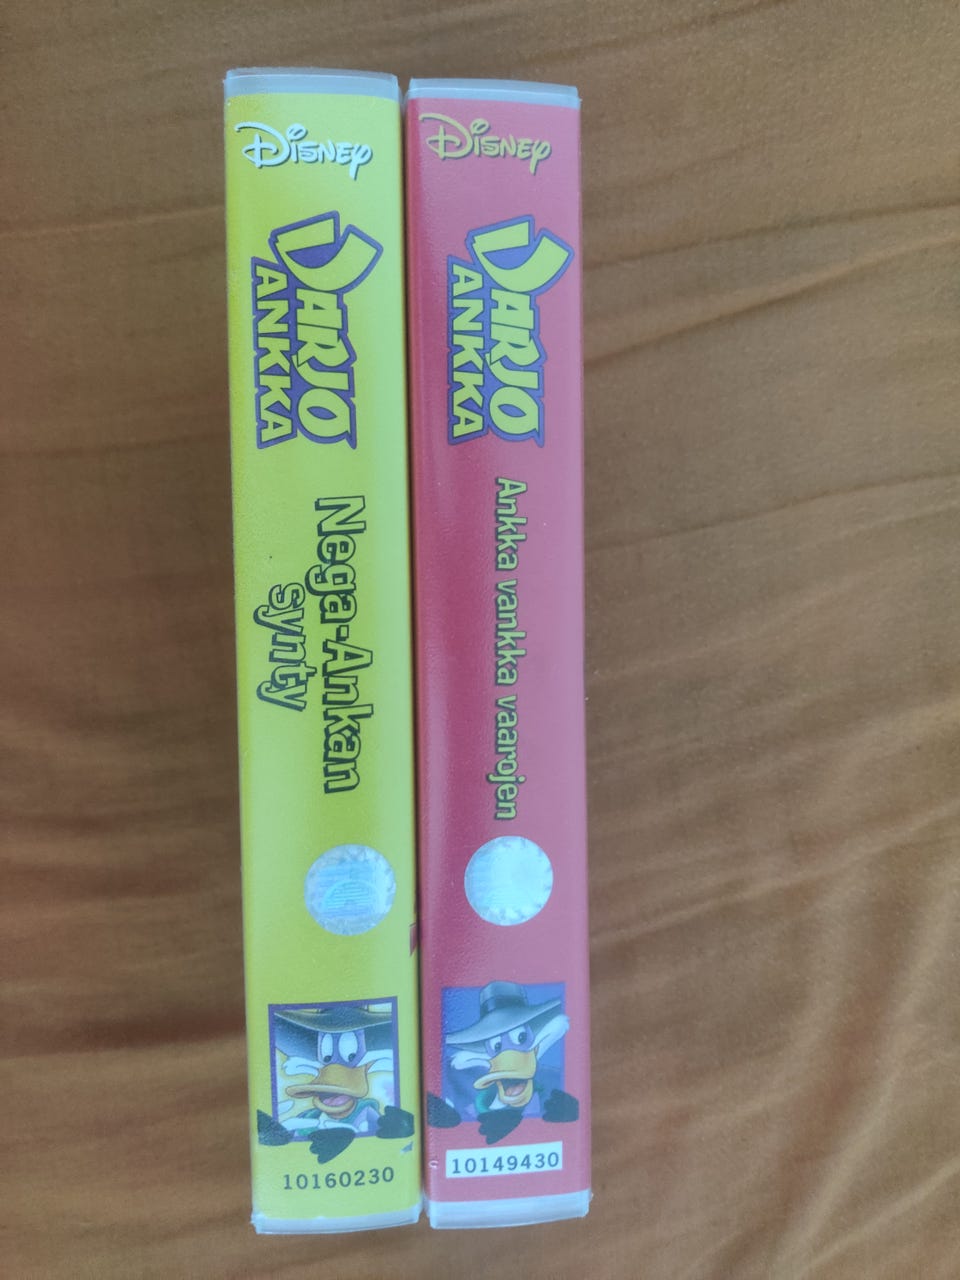 Disney
DARJO
ANKKA
Nega-Ankan
synty
10160230
Disney
DARJO
ANKKA
Ankka vankka vaarojen
10149430